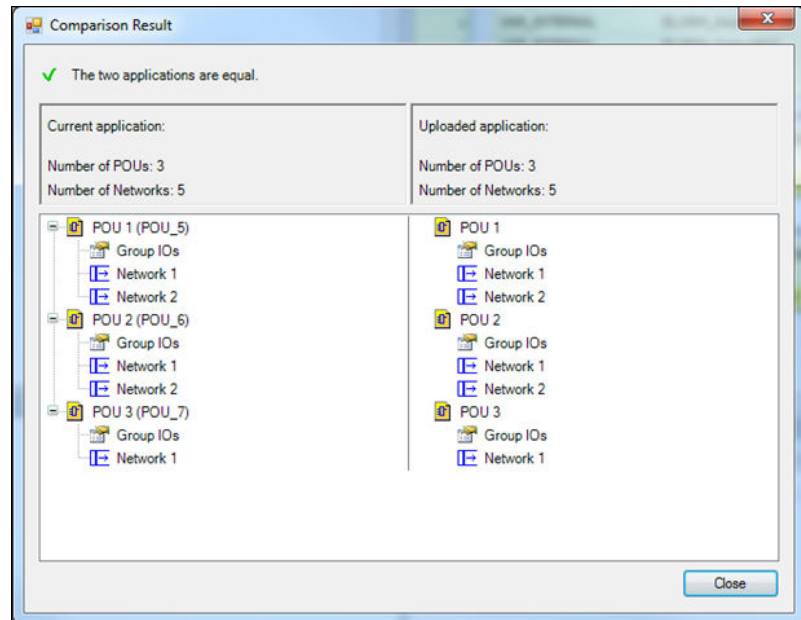 Comparison Result
The two applications are equal.
Current application:
Number of POUs: 3
Number of Networks: 5
Uploaded application:
Number of POUs: 3
Number of Networks: 5
POU 1 (POU_5)
Group IOs
Network 1
Network 2
POU 2 (POU_6)
Group IOs
Network 1
Network 2
POU 3 (POU_7)
Group IOs
Network 1
POU 1
Group IOs
Network 1
Network 2
POU 2
Group IOs
Network 1
Network 2
POU 3
Group IOs
Network 1
Close